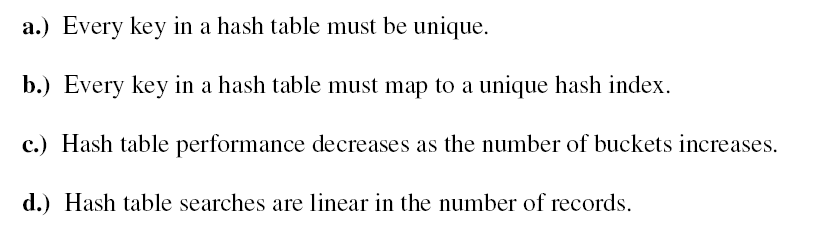 a.) Every key in a hash table must be unique.
b.) Every key in a hash table must map to a unique hash index.
c.) Hash table performance decreases as the number of buckets increases.
d.) Hash table searches are linear in the number of records.